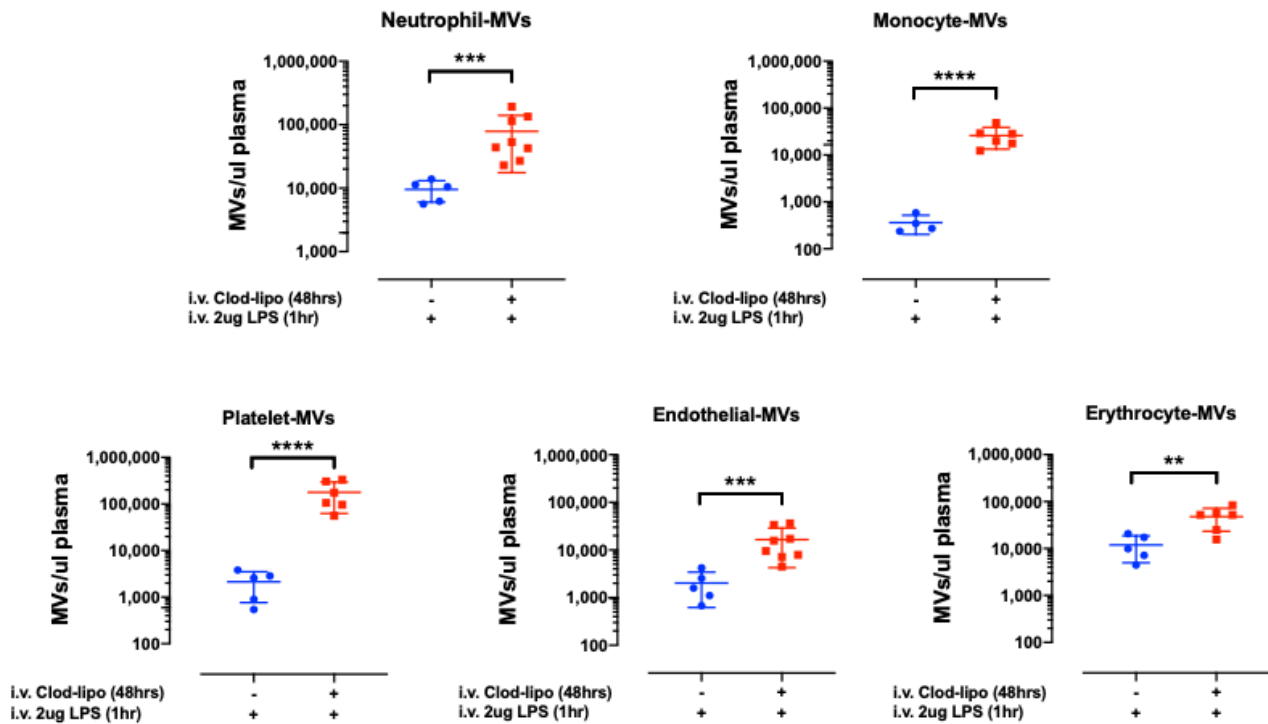 Neutrophil-MVs
MVs/ul plasma
1,000,000
100,000
10,000
1,000
***
i.v. Clod-lipo (48hrs) - +
i.v. 2ug LPS (1hr) + +
Monocyte-MVs
MVs/ul plasma
1,000,000
100,000
10,000
1,000
100
****
i.v. Clod-lipo (48hrs) - +
i.v. 2ug LPS (1hr) + +
Platelet-MVs
MVs/ul plasma
1,000,000
100,000
10,000
1,000
100
****
i.v. Clod-lipo (48hrs) - +
i.v. 2ug LPS (1hr) + +
Endothelial-MVs
MVs/ul plasma
1,000,000
100,000
10,000
1,000
100
***
i.v. Clod-lipo (48hrs) - +
i.v. 2ug LPS (1hr) + +
Erythrocyte-MVs
MVs/ul plasma
1,000,000
100,000
10,000
1,000
100
**
i.v. Clod-lipo (48hrs) - +
i.v. 2ug LPS (1hr) + +